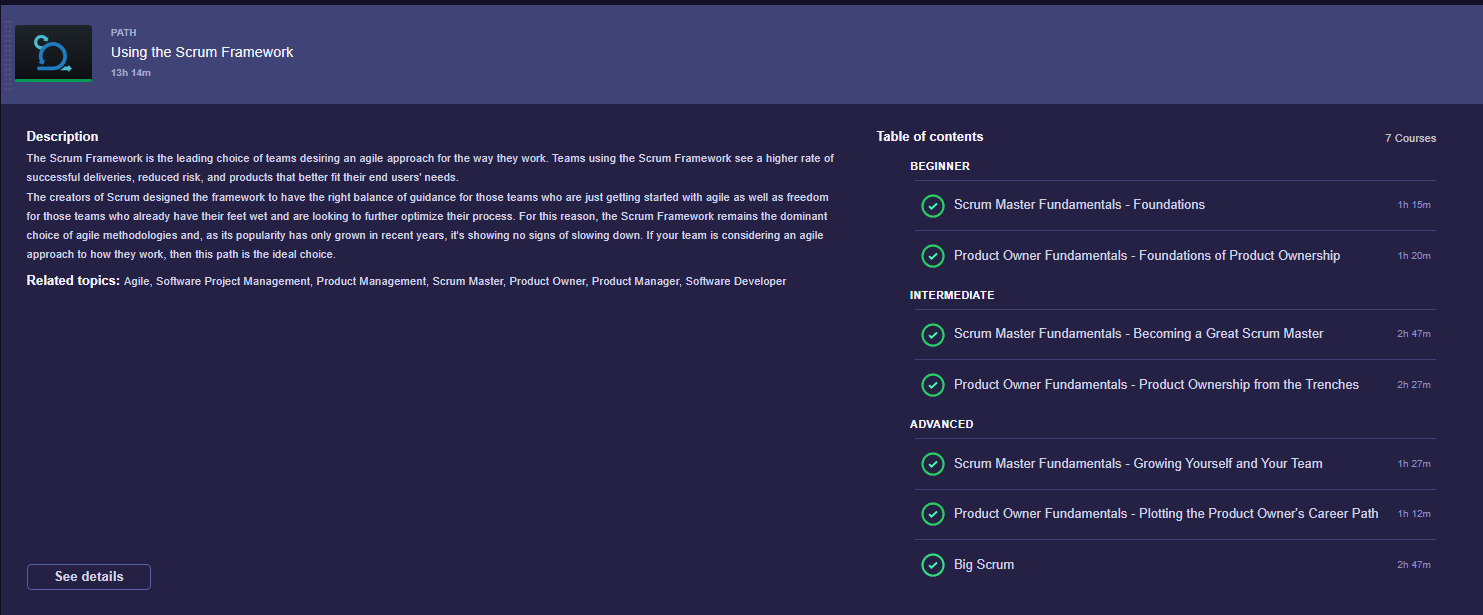 PATH
Using the Scrum Framework
13h 14m
Description
The Scrum Framework is the leading choice of teams desiring an agile approach for the way they work. Teams using the Scrum Framework see a higher rate of
successful deliveries, reduced risk, and products that better fit their end users' needs.
The creators of Scrum designed the framework to have the right balance of guidance for those teams who are just getting started with agile as well as freedom
for those teams who already have their feet wet and are looking to further optimize their process. For this reason, the Scrum Framework remains the dominant
choice of agile methodologies and, as its popularity has only grown in recent years, it's showing no signs of slowing down. If your team is considering an agile
approach to how they work, then this path is the ideal choice.
Related topics: Agile, Software Project Management, Product Management, Scrum Master, Product Owner, Product Manager, Software Developer
See details
Table of contents
7 Courses
BEGINNER
Scrum Master Fundamentals - Foundations 1h 15m
Product Owner Fundamentals - Foundations of Product Ownership 1h 20m
INTERMEDIATE
Scrum Master Fundamentals - Becoming a Great Scrum Master 2h 47m
Product Owner Fundamentals - Product Ownership from the Trenches 2h 27m
ADVANCED
Scrum Master Fundamentals - Growing Yourself and Your Team 1h 27m
Product Owner Fundamentals - Plotting the Product Owner's Career Path 1h 12m
Big Scrum 2h 47m